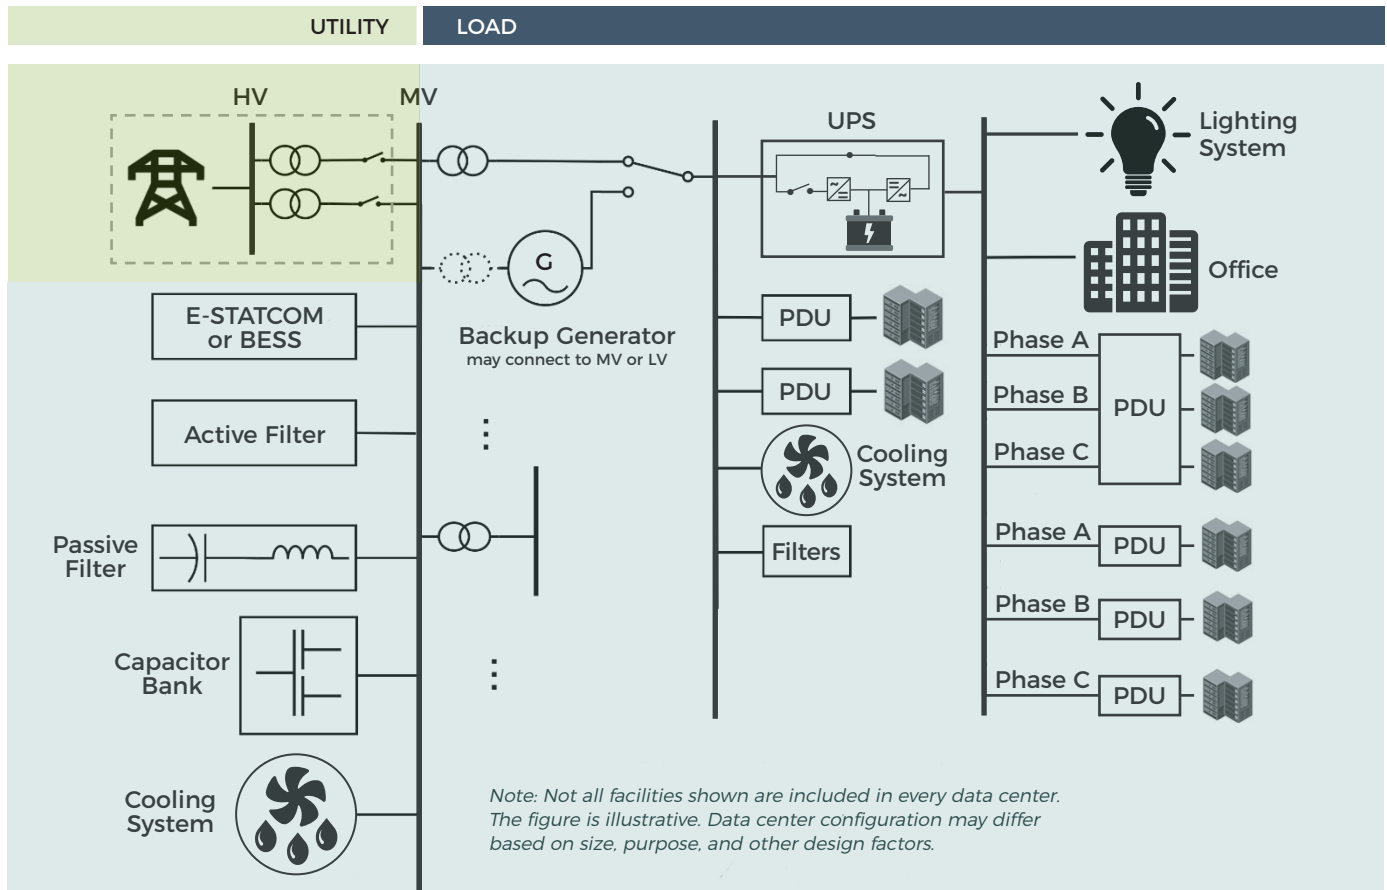 UTILITY
LOAD
HV
MV
UPS
Lighting
System
Office
G
Backup Generator
may connect to MV or LV
E-STATCOM
or BESS
Active Filter
Passive
Filter
Capacitor
Bank
Cooling
System
PDU
PDU
Cooling
System
Filters
Phase A
Phase B
Phase C
PDU
Phase A
PDU
Phase B
PDU
Phase C
PDU
Note: Not all facilities shown are included in every data center.
The figure is illustrative. Data center configuration may differ
based on size, purpose, and other design factors.